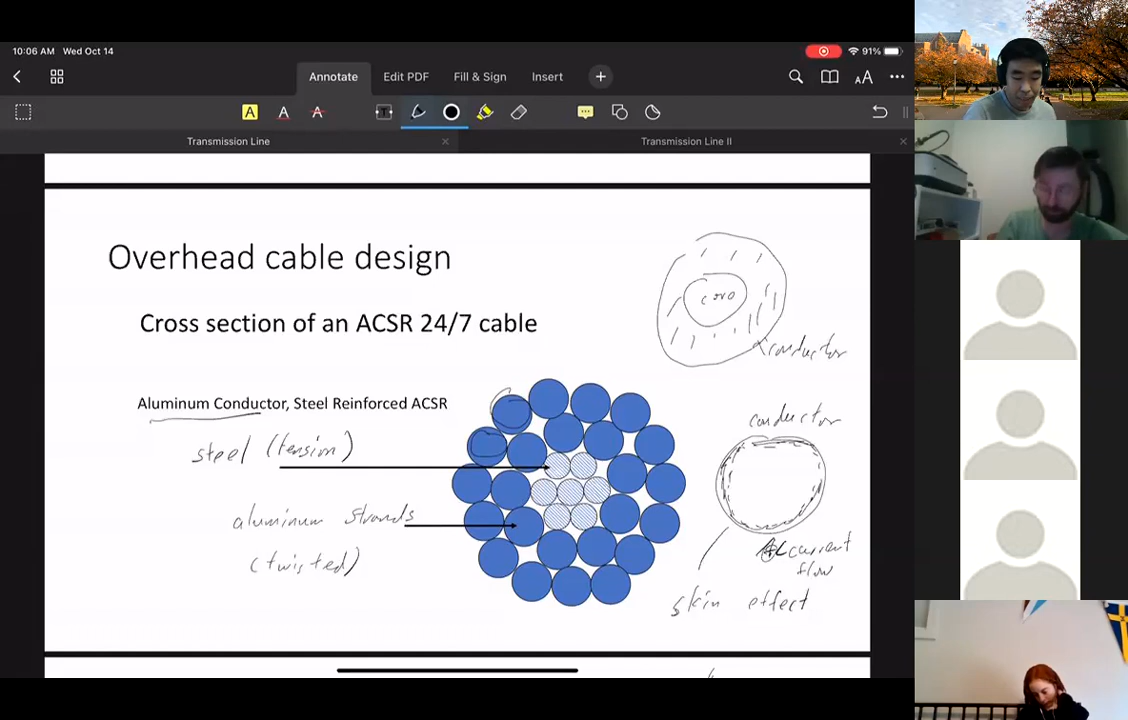 10:06 AM Wed Oct 14
91%
Annotate Edit PDF Fill & Sign Insert
AA
A A A T
Transmission Line Transmission Line II
Overhead cable design
Cross section of an ACSR 24/7 cable
core
conductor
Aluminum Conductor, Steel Reinforced ACSR
steel (tension)
aluminum strands
(twisted)
conductor
AC current
flow
skin effect